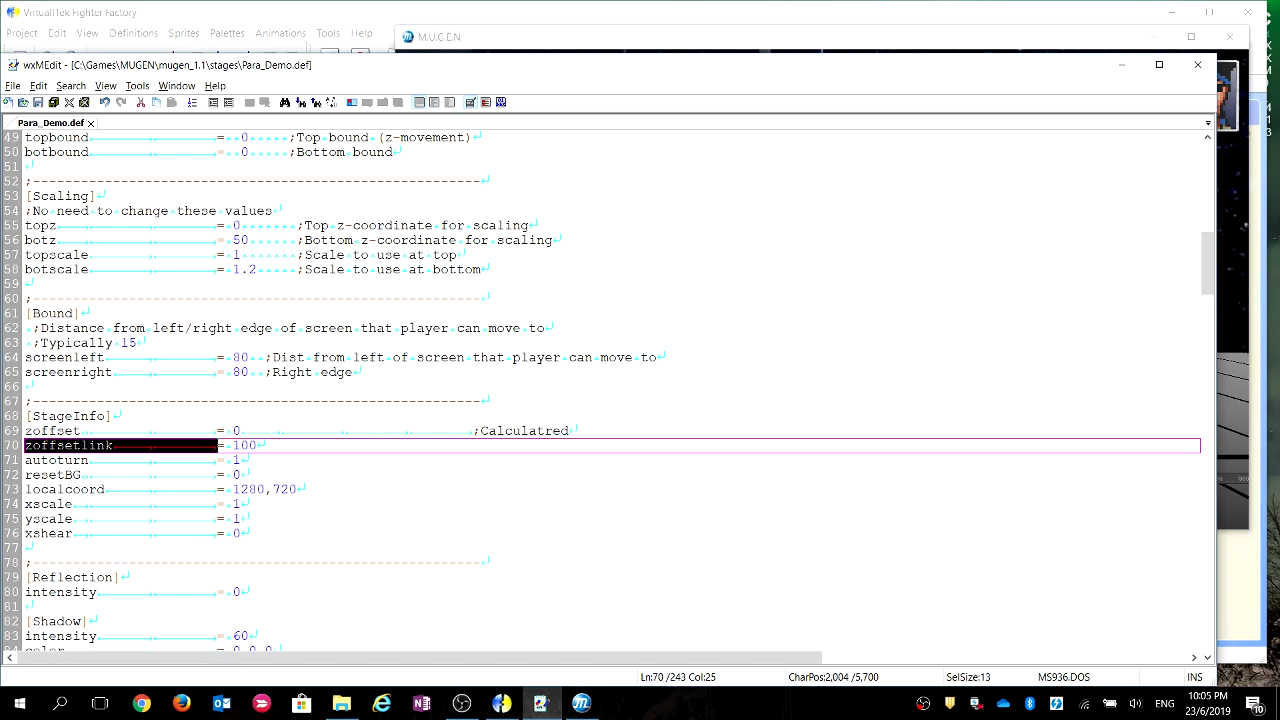 VirtuallTek Fighter Factory
Project Edit View Definitions Sprites Palettes Animations Tools Help
M.U.G.E.N
wxMEdit - [C:\Games\MUGEN\mugen_1.1\stages\Para_Demo.def]
File Edit Search View Tools Window Help
Para_Demo.def
49 topbound = 0 ;Top bound (z-movement)
50 botbound = 0 ;Bottom bound
51
52 ;--------------------------------------------------------
53 [Scaling]
54 ;No need to change these values
55 topz = 0 ;Top z-coordinate for scaling
56 botz = 50 ;Bottom z-coordinate for scaling
57 topscale = 1 ;Scale to use at top
58 botscale = 1.2 ;Scale to use at bottom
59
60 ;--------------------------------------------------------
61 [Bound]
62 ;Distance from left/right edge of screen that player can move to
63 ;Typically 15
64 screenleft = 80 ;Dist from left of screen that player can move to
65 screenright = 80 ;Right edge
66
67 ;--------------------------------------------------------
68 [StageInfo]
69 zoffset = 0 ;Calculatred
70 zoffsetlink = 100
71 autoturn = 1
72 resetBG = 0
73 localcoord = 1280,720
74 xscale = 1
75 yscale = 1
76 xshear = 0
77
78 ;--------------------------------------------------------
79 [Reflection]
80 intensity = 0
81
82 [Shadow]
83 intensity = 60
84 color = 0,0,0
Ln:70 /243 Col:25 CharPos:2,004 /5,700 SelSize:13 MS936.DOS INS
10:05 PM
23/6/2019
10